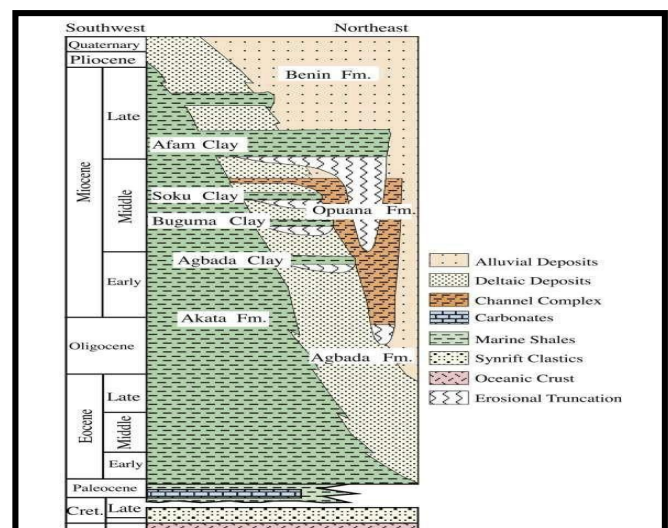 Southwest Northeast
Quaternary
Pliocene
Benin Fm.
Miocene
Late
Afam Clay
Middle
Soku Clay
Opuana Fm.
Buguma Clay
Agbada Clay
Early
Akata Fm.
Oligocene
Agbada Fm.
Eocene
Late
Middle
Early
Paleocene
Cret. Late
Alluvial Deposits
Deltaic Deposits
Channel Complex
Carbonates
Marine Shales
Synrift Clastics
Oceanic Crust
Erosional Truncation